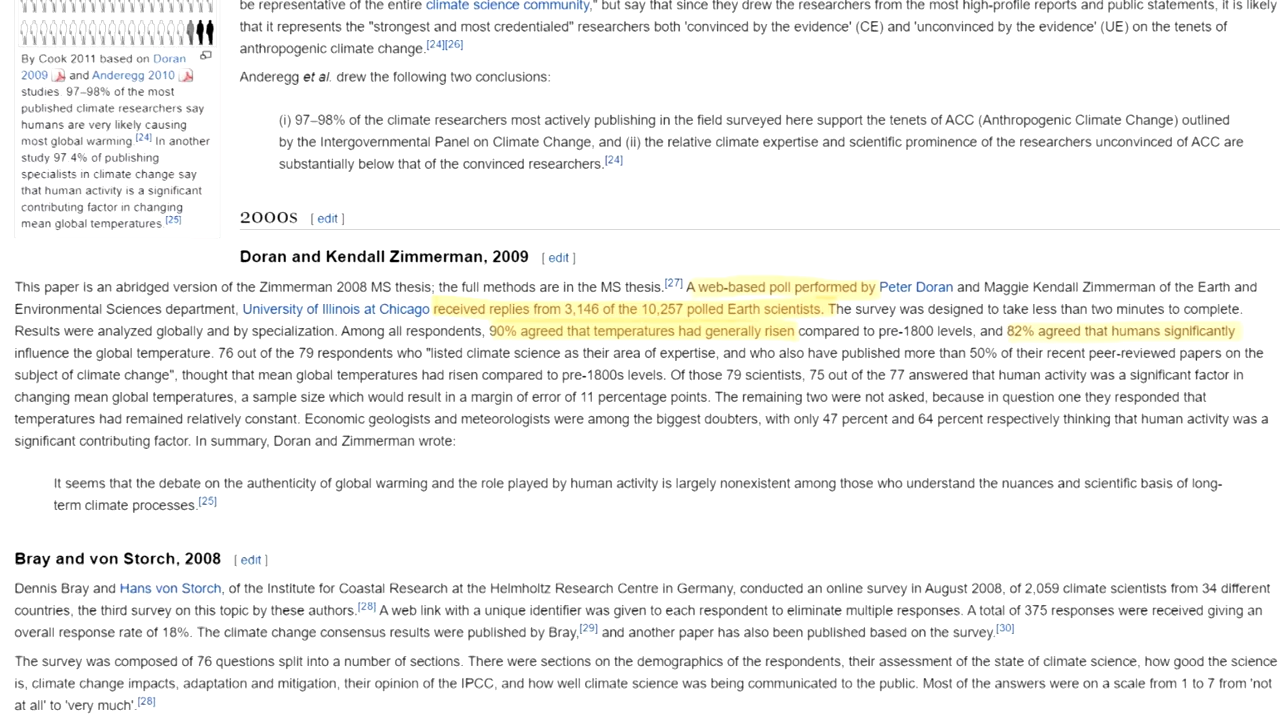 be representative of the entire climate science community," but say that since they drew the researchers from the most high-profile reports and public statements, it is likely
that it represents the "strongest and most credentialed" researchers both 'convinced by the evidence' (CE) and 'unconvinced by the evidence' (UE) on the tenets of
anthropogenic climate change.[24][26]
By Cook 2011 based on Doran
2009 and Anderegg 2010
studies. 97–98% of the most
published climate researchers say
humans are very likely causing
most global warming.[24] In another
study 97.4% of publishing
specialists in climate change say
that human activity is a significant
contributing factor in changing
mean global temperatures.[25]
Anderegg et al. drew the following two conclusions:
(i) 97–98% of the climate researchers most actively publishing in the field surveyed here support the tenets of ACC (Anthropogenic Climate Change) outlined
by the Intergovernmental Panel on Climate Change, and (ii) the relative climate expertise and scientific prominence of the researchers unconvinced of ACC are
substantially below that of the convinced researchers.[24]
2000s [ edit ]
Doran and Kendall Zimmerman, 2009 [ edit ]
This paper is an abridged version of the Zimmerman 2008 MS thesis; the full methods are in the MS thesis.[27] A web-based poll performed by Peter Doran and Maggie Kendall Zimmerman of the Earth and
Environmental Sciences department, University of Illinois at Chicago received replies from 3,146 of the 10,257 polled Earth scientists. The survey was designed to take less than two minutes to complete.
Results were analyzed globally and by specialization. Among all respondents, 90% agreed that temperatures had generally risen compared to pre-1800 levels, and 82% agreed that humans significantly
influence the global temperature. 76 out of the 79 respondents who "listed climate science as their area of expertise, and who also have published more than 50% of their recent peer-reviewed papers on the
subject of climate change", thought that mean global temperatures had risen compared to pre-1800s levels. Of those 79 scientists, 75 out of the 77 answered that human activity was a significant factor in
changing mean global temperatures, a sample size which would result in a margin of error of 11 percentage points. The remaining two were not asked, because in question one they responded that
temperatures had remained relatively constant. Economic geologists and meteorologists were among the biggest doubters, with only 47 percent and 64 percent respectively thinking that human activity was a
significant contributing factor. In summary, Doran and Zimmerman wrote:
It seems that the debate on the authenticity of global warming and the role played by human activity is largely nonexistent among those who understand the nuances and scientific basis of long-
term climate processes.[25]
Bray and von Storch, 2008 [ edit ]
Dennis Bray and Hans von Storch, of the Institute for Coastal Research at the Helmholtz Research Centre in Germany, conducted an online survey in August 2008, of 2,059 climate scientists from 34 different
countries, the third survey on this topic by these authors.[28] A web link with a unique identifier was given to each respondent to eliminate multiple responses. A total of 375 responses were received giving an
overall response rate of 18%. The climate change consensus results were published by Bray,[29] and another paper has also been published based on the survey.[30]
The survey was composed of 76 questions split into a number of sections. There were sections on the demographics of the respondents, their assessment of the state of climate science, how good the science
is, climate change impacts, adaptation and mitigation, their opinion of the IPCC, and how well climate science was being communicated to the public. Most of the answers were on a scale from 1 to 7 from 'not
at all' to 'very much'.[28]